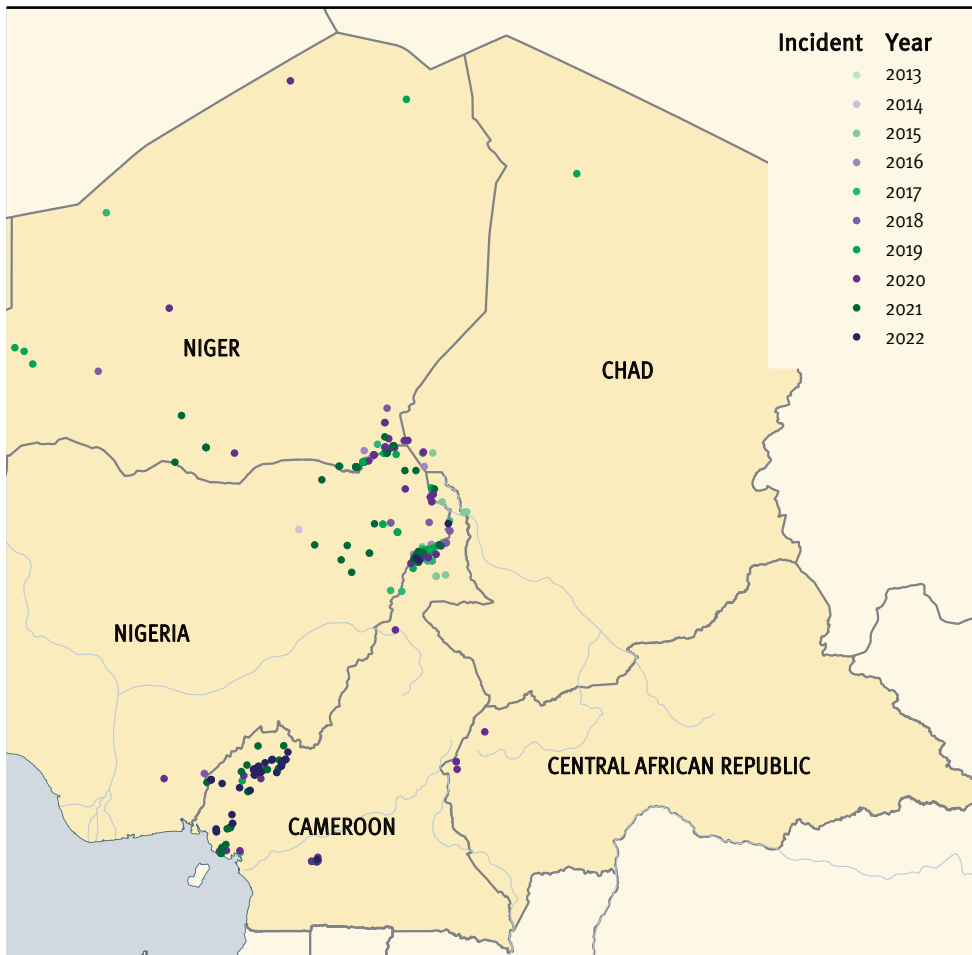 Incident Year
2013
2014
2015
2016
2017
2018
2019
2020
2021
2022
NIGER
CHAD
NIGERIA
CENTRAL AFRICAN REPUBLIC
CAMEROON